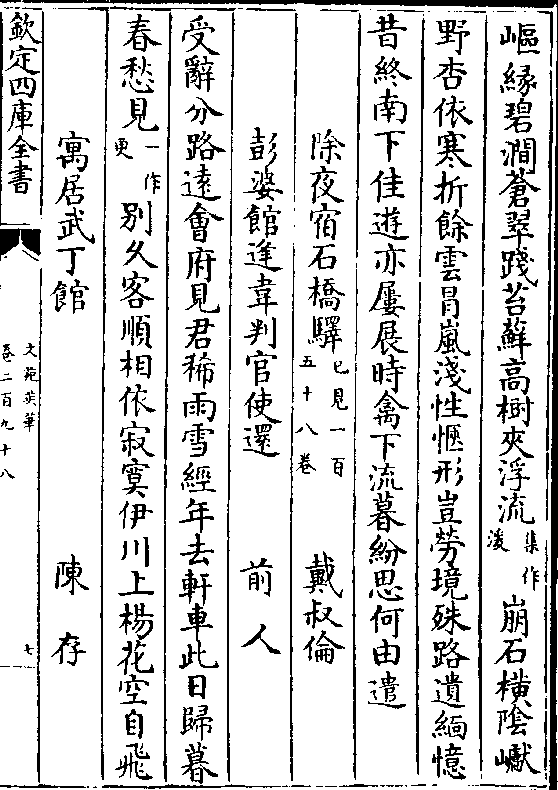 嶇緣碧澗蒼翠踐苔蘚高樹夾浮流集作湲崩石橫陰巘
野杏依寒折餘雲冐嵐淺性愜形豈勞境殊路遺緬憶
昔終南下佳遊亦屢展時禽下流暮紛思何由遣
除夜宿石橋驛已見一百五十八卷 戴叔倫
彭婆館逢韋判官使還 前人
受辭分路遠會府見君稀雨雪經年去軒車此日歸暮
春愁見一作更别久客順相依寂寞伊川上楊花空自飛
寓居武丁館 陳存
欽定四庫全書
文苑英華
卷二百九十八
七